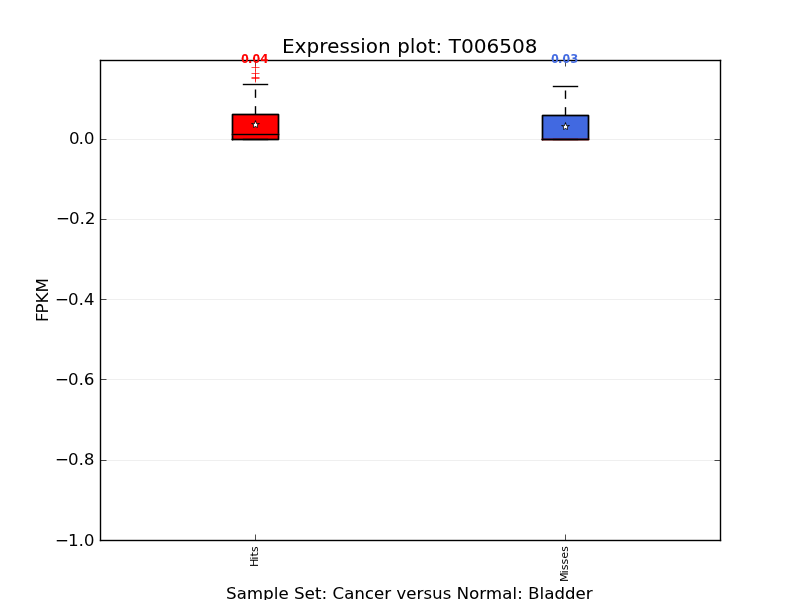 Expression plot: T006508
0.04
0.03
0.0
−0.2
−0.4
−0.6
−0.8
−1.0
FPKM
Hits
Misses
Sample Set: Cancer versus Normal: Bladder